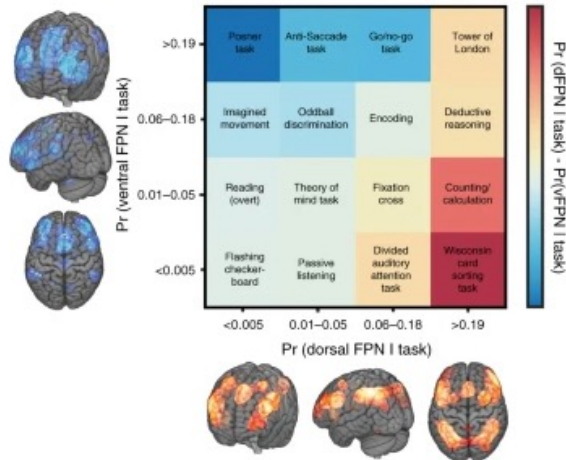 >0.19
Posner
task
Anti-Saccade
task
Go/no-go
task
Tower of
London
0.06–0.18
Imagined
movement
Oddball
discrimination
Encoding
Deductive
reasoning
0.01–0.05
Reading
(overt)
Theory of
mind task
Fixation
cross
Counting/
calculation
<0.005
Flashing
checker-
board
Passive
listening
Divided
auditory
attention
task
Wisconsin
card
sorting
task
<0.005
0.01–0.05
0.06–0.18
>0.19
Pr (dorsal FPN | task)
Pr (ventral FPN | task)
Pr (dFPN | task) - Pr(vFPN | task)